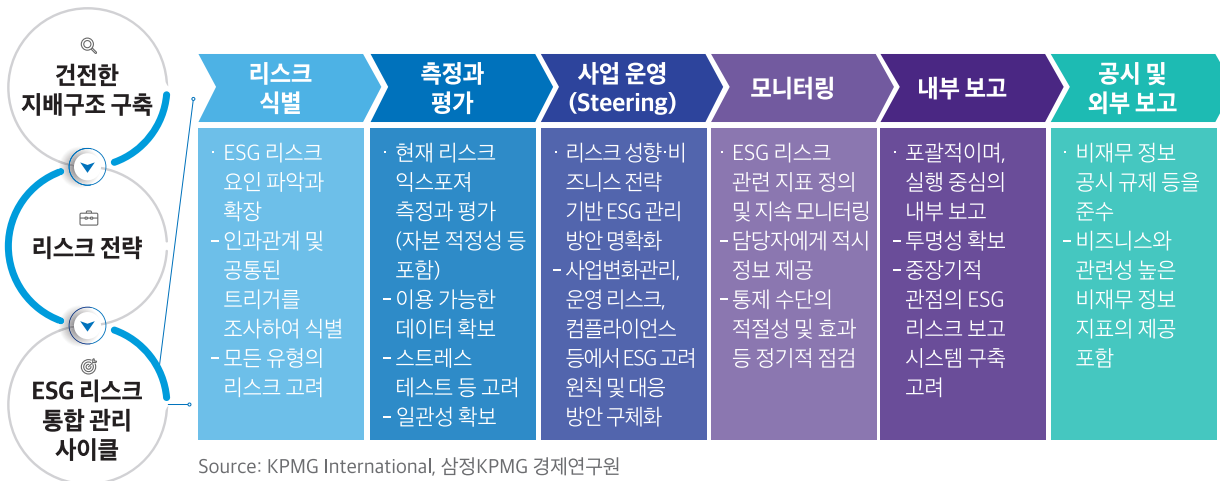 건전한
지배구조 구축
리스크 전략
ESG 리스크
통합 관리
사이클
리스크
식별
· ESG 리스크
요인 파악과
확장
– 인과관계 및
공통된
트리거를
조사하여 식별
– 모든 유형의
리스크 고려
측정과
평가
· 현재 리스크
익스포져
측정과 평가
(자본 적정성 등
포함)
– 이용 가능한
데이터 확보
– 스트레스
테스트 등 고려
– 일관성 확보
사업 운영
(Steering)
· 리스크 성향·비
즈니스 전략
기반 ESG 관리
방안 명확화
– 사업변화관리,
운영 리스크,
컴플라이언스
등에서 ESG 고려
원칙 및 대응
방안 구체화
모니터링
· ESG 리스크
관련 지표 정의
및 지속 모니터링
– 담당자에게 적시
정보 제공
– 통제 수단의
적절성 및 효과
등 정기적 점검
내부 보고
· 포괄적이며,
실행 중심의
내부 보고
– 투명성 확보
– 중장기적
관점의 ESG
리스크 보고
시스템 구축
고려
공시 및
외부 보고
· 비재무 정보
공시 규제 등을
준수
– 비즈니스와
관련성 높은
비재무 정보
지표의 제공
포함
Source: KPMG International, 삼정KPMG 경제연구원